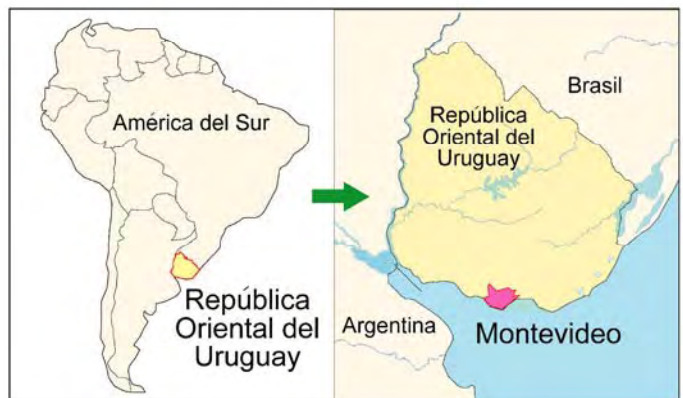 América del Sur
República
Oriental del
Uruguay
Brasil
República
Oriental del
Uruguay
Argentina
Montevideo